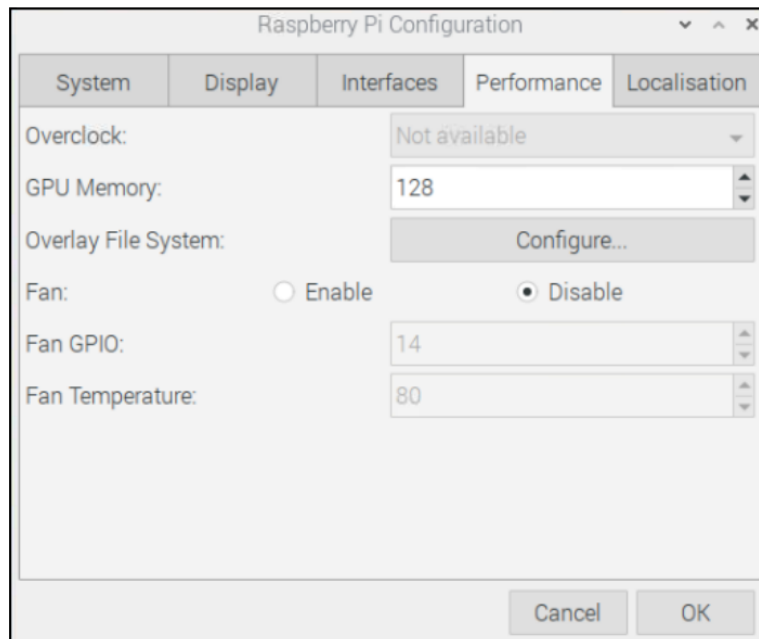 Raspberry Pi Configuration
System Display Interfaces Performance Localisation
Overclock: Not available
GPU Memory: 128
Overlay File System: Configure...
Fan: Enable Disable
Fan GPIO: 14
Fan Temperature: 80
Cancel OK